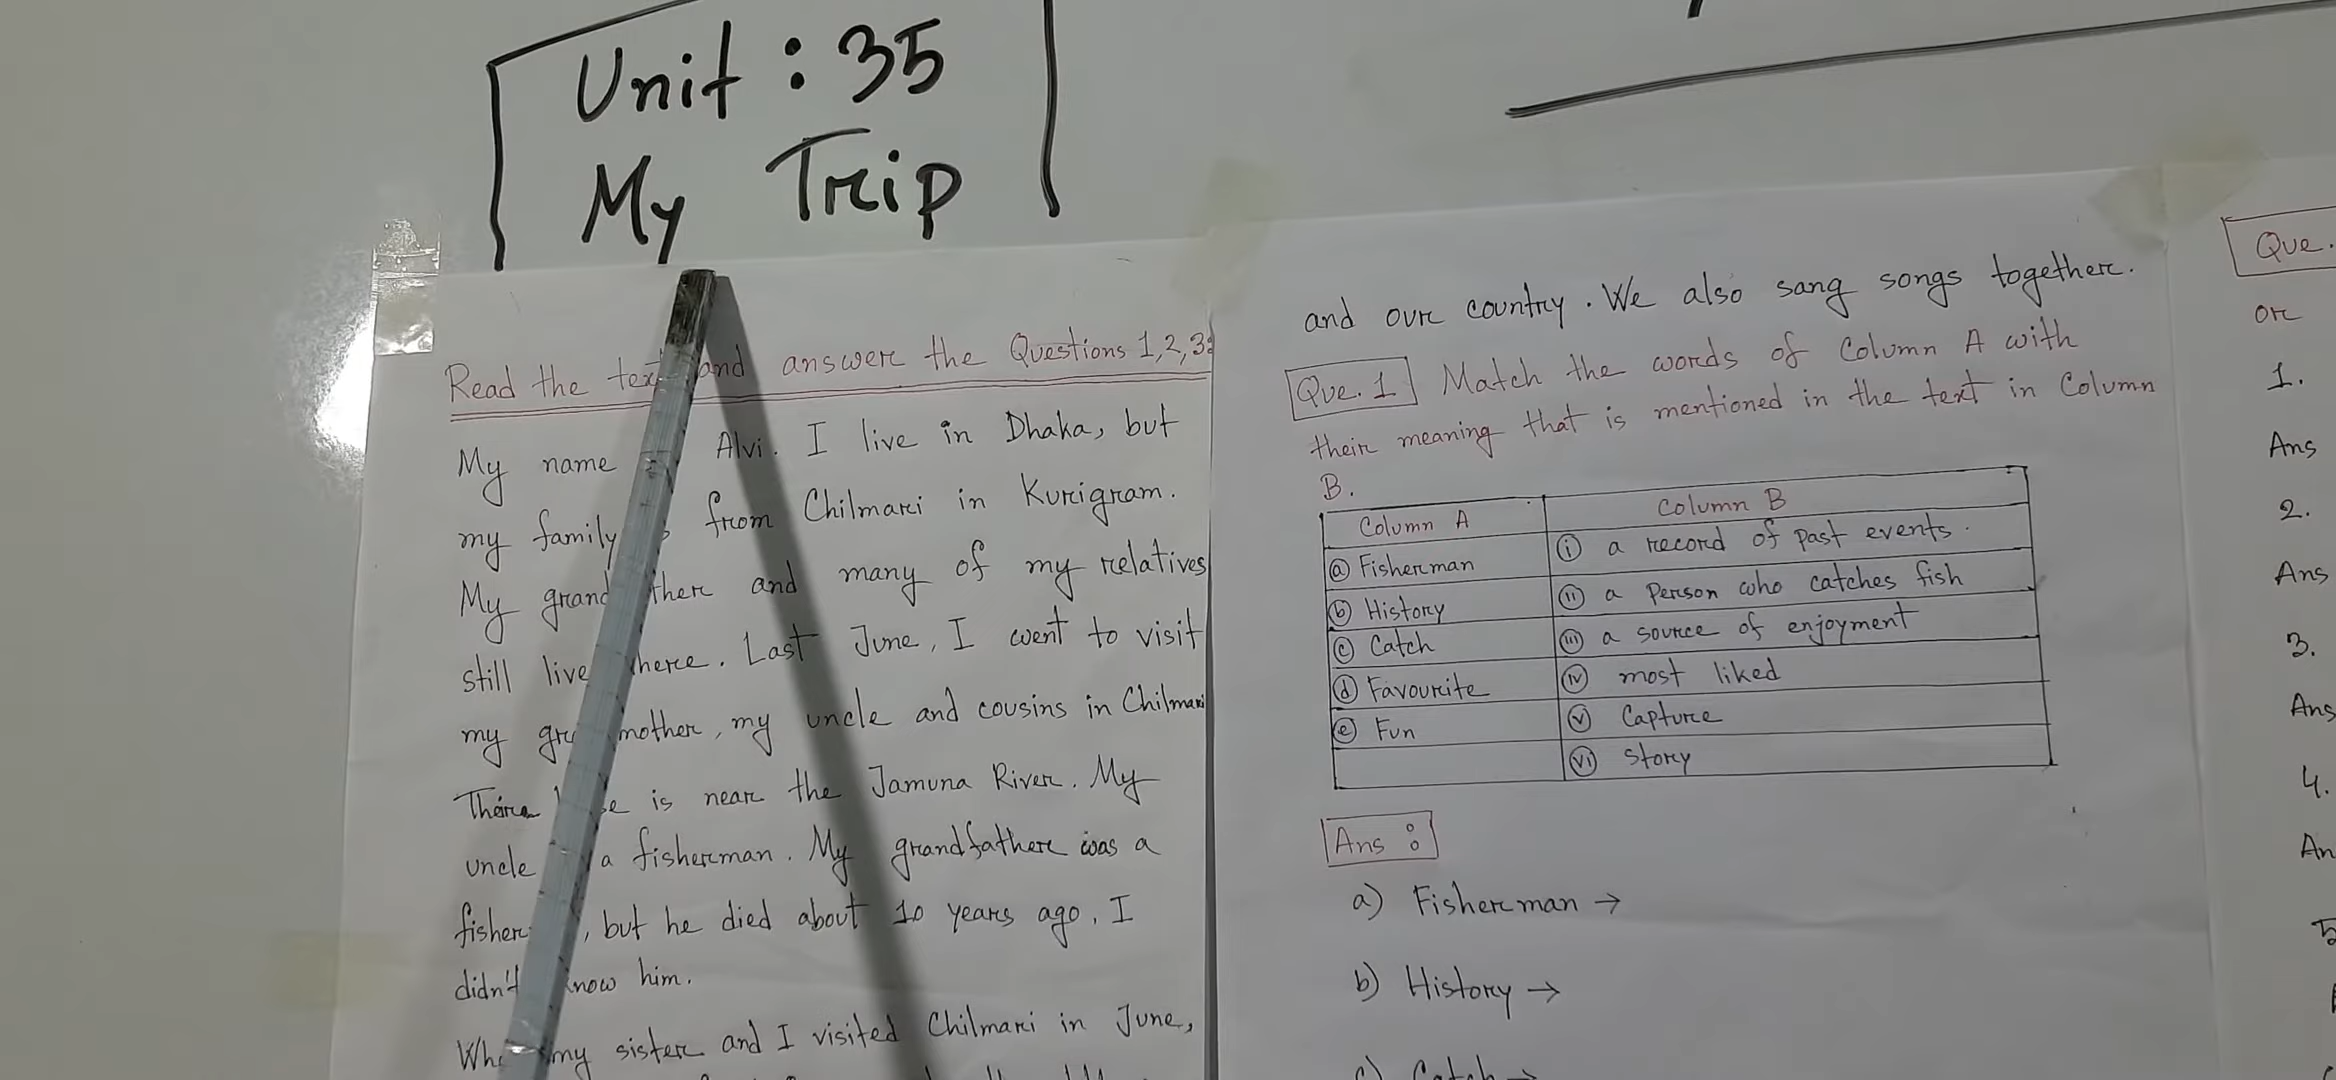 Unit : 35
My Trip
Read the text and answer the Questions 1,2,3:
My name Alvi. I live in Dhaka, but
my family from Chilmari in Kurigram.
My and many of my relatives
still live there. Last June, I went to visit
my grandmother, my uncle and cousins in Chilmari
is near the Jamuna River. My
uncle a fisherman. My grandfather was a
, but he died about 10 years ago. I
didn't know him.
my sister and I visited Chilmari in June,
and our country. We also sang songs together.
Que. 1 Match the words of Column A with
their meaning that is mentioned in the text in Column
B.
Column A Column B
a Fisherman i a record of past events.
b History ii a person who catches fish
c Catch iii a source of enjoyment
d Favourite iv most liked
e Fun v Capture
vi story
Ans :
a) Fisherman →
b) History →
c) Catch →
Que.
or
1.
Ans
2.
Ans
3.
Ans
4.
An